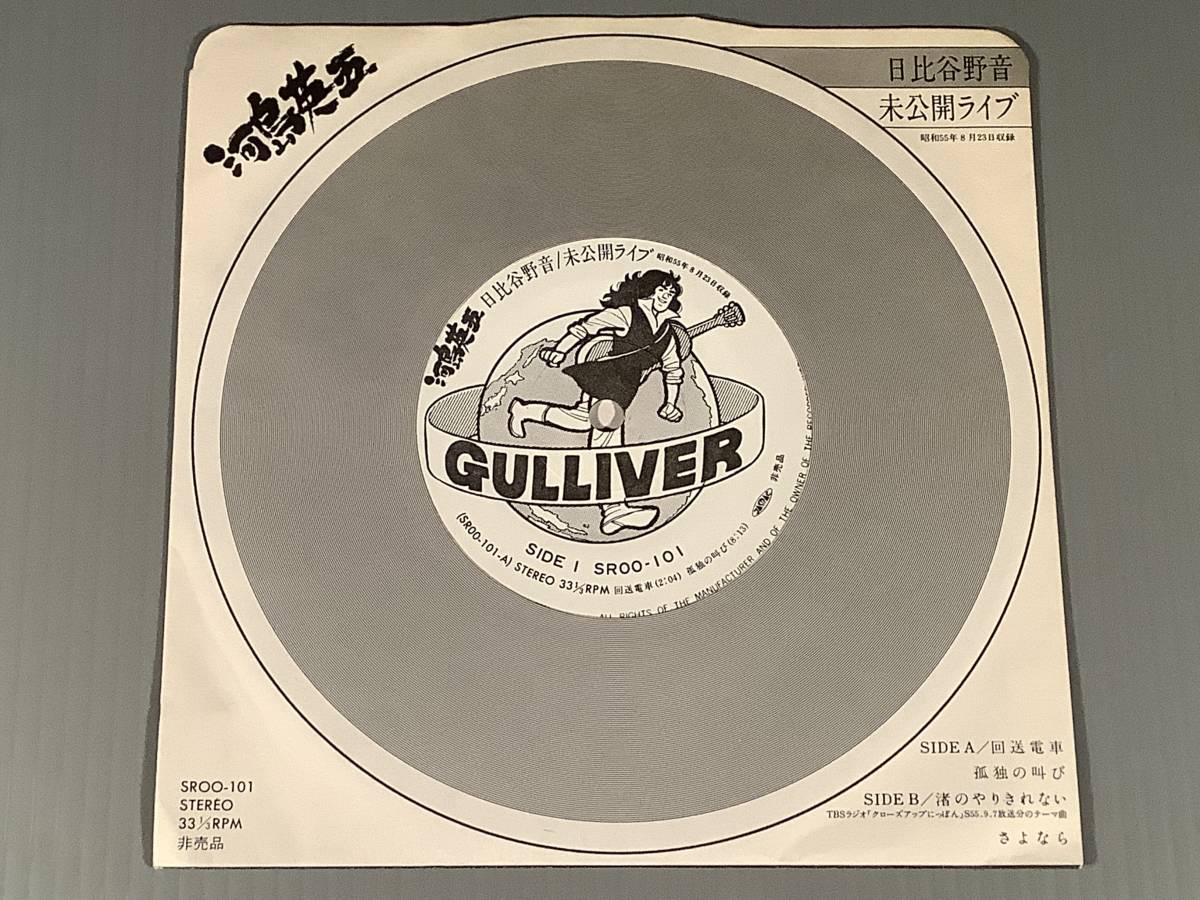 河島英五
日比谷野音
未公開ライブ
昭和55年8月23日収録
河島英五 日比谷野音/未公開ライブ 昭和55年8月23日収録
GULLIVER
SIDE 1 SROO-101
(SROO-101-A) STEREO 33⅓RPM 回送電車(2:04) 孤独の叫び(8:13) 非売品
ALL RIGHTS OF THE MANUFACTURER AND OF THE OWNER OF THE RECORDE
SROO-101
STEREO
33⅓RPM
非売品
SIDE A/回送電車
孤独の叫び
SIDE B/渚のやりきれない
TBSラジオ「クローズアップにっぽん」S55.9.7放送分のテーマ曲
さよなら